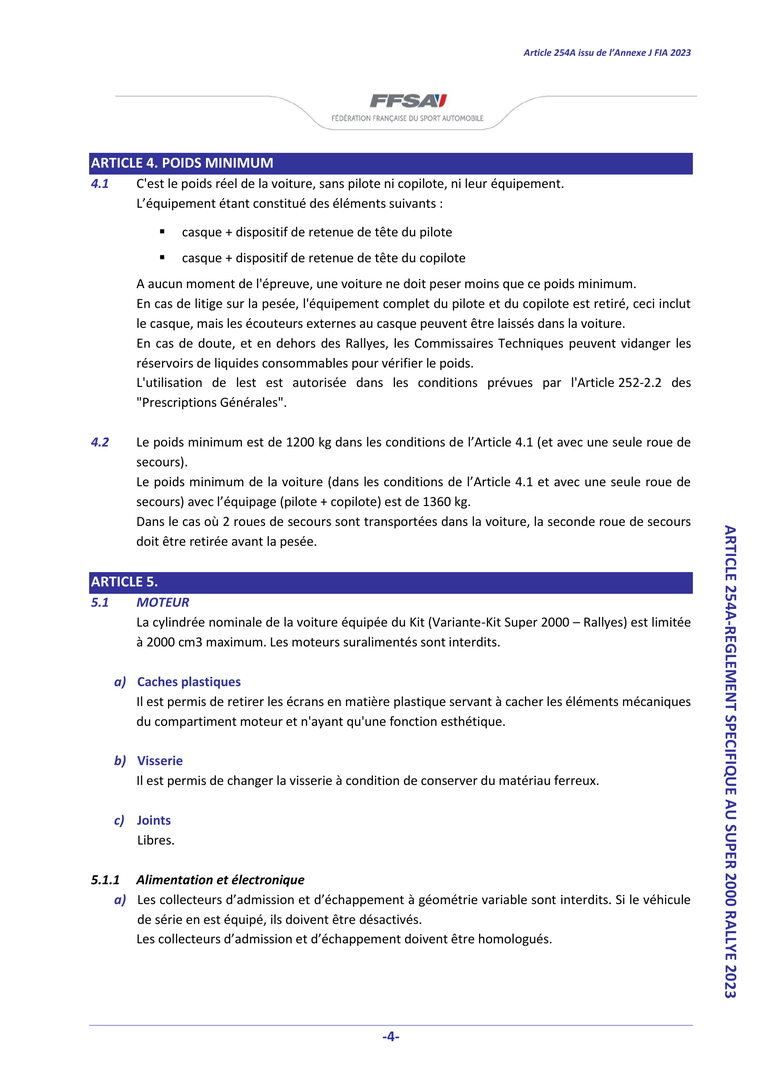 Article 254A issu de l'Annexe J FIA 2023
FFSA
FÉDÉRATION FRANÇAISE DU SPORT AUTOMOBILE
ARTICLE 4. POIDS MINIMUM
4.1 C'est le poids réel de la voiture, sans pilote ni copilote, ni leur équipement.
L’équipement étant constitué des éléments suivants :
▪ casque + dispositif de retenue de tête du pilote
▪ casque + dispositif de retenue de tête du copilote
A aucun moment de l'épreuve, une voiture ne doit peser moins que ce poids minimum.
En cas de litige sur la pesée, l'équipement complet du pilote et du copilote est retiré, ceci inclut
le casque, mais les écouteurs externes au casque peuvent être laissés dans la voiture.
En cas de doute, et en dehors des Rallyes, les Commissaires Techniques peuvent vidanger les
réservoirs de liquides consommables pour vérifier le poids.
L'utilisation de lest est autorisée dans les conditions prévues par l'Article 252-2.2 des
"Prescriptions Générales".
4.2 Le poids minimum est de 1200 kg dans les conditions de l’Article 4.1 (et avec une seule roue de
secours).
Le poids minimum de la voiture (dans les conditions de l’Article 4.1 et avec une seule roue de
secours) avec l’équipage (pilote + copilote) est de 1360 kg.
Dans le cas où 2 roues de secours sont transportées dans la voiture, la seconde roue de secours
doit être retirée avant la pesée.
ARTICLE 5.
5.1 MOTEUR
La cylindrée nominale de la voiture équipée du Kit (Variante-Kit Super 2000 – Rallyes) est limitée
à 2000 cm3 maximum. Les moteurs suralimentés sont interdits.
a) Caches plastiques
Il est permis de retirer les écrans en matière plastique servant à cacher les éléments mécaniques
du compartiment moteur et n'ayant qu'une fonction esthétique.
b) Visserie
Il est permis de changer la visserie à condition de conserver du matériau ferreux.
c) Joints
Libres.
5.1.1 Alimentation et électronique
a) Les collecteurs d’admission et d’échappement à géométrie variable sont interdits. Si le véhicule
de série en est équipé, ils doivent être désactivés.
Les collecteurs d’admission et d’échappement doivent être homologués.
ARTICLE 254A-REGLEMENT SPECIFIQUE AU SUPER 2000 RALLYE 2023
-4-